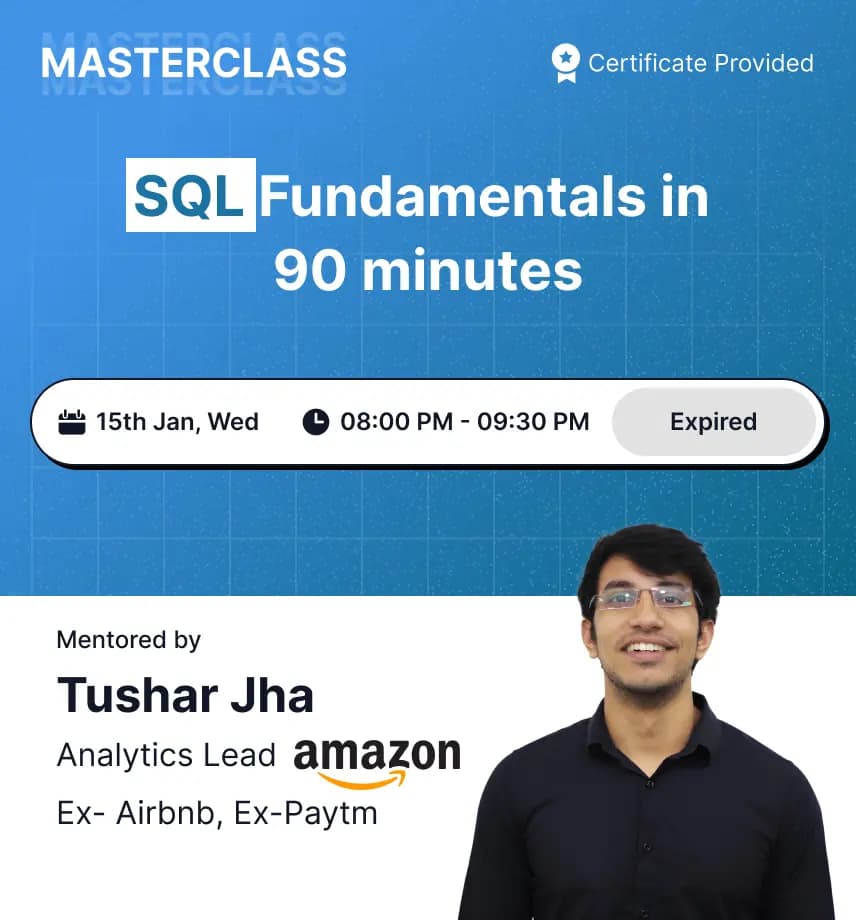 MASTERCLASS
Certificate Provided
SQL Fundamentals in
90 minutes
15th Jan, Wed
08:00 PM - 09:30 PM
Expired
Mentored by
Tushar Jha
Analytics Lead amazon
Ex- Airbnb, Ex-Paytm